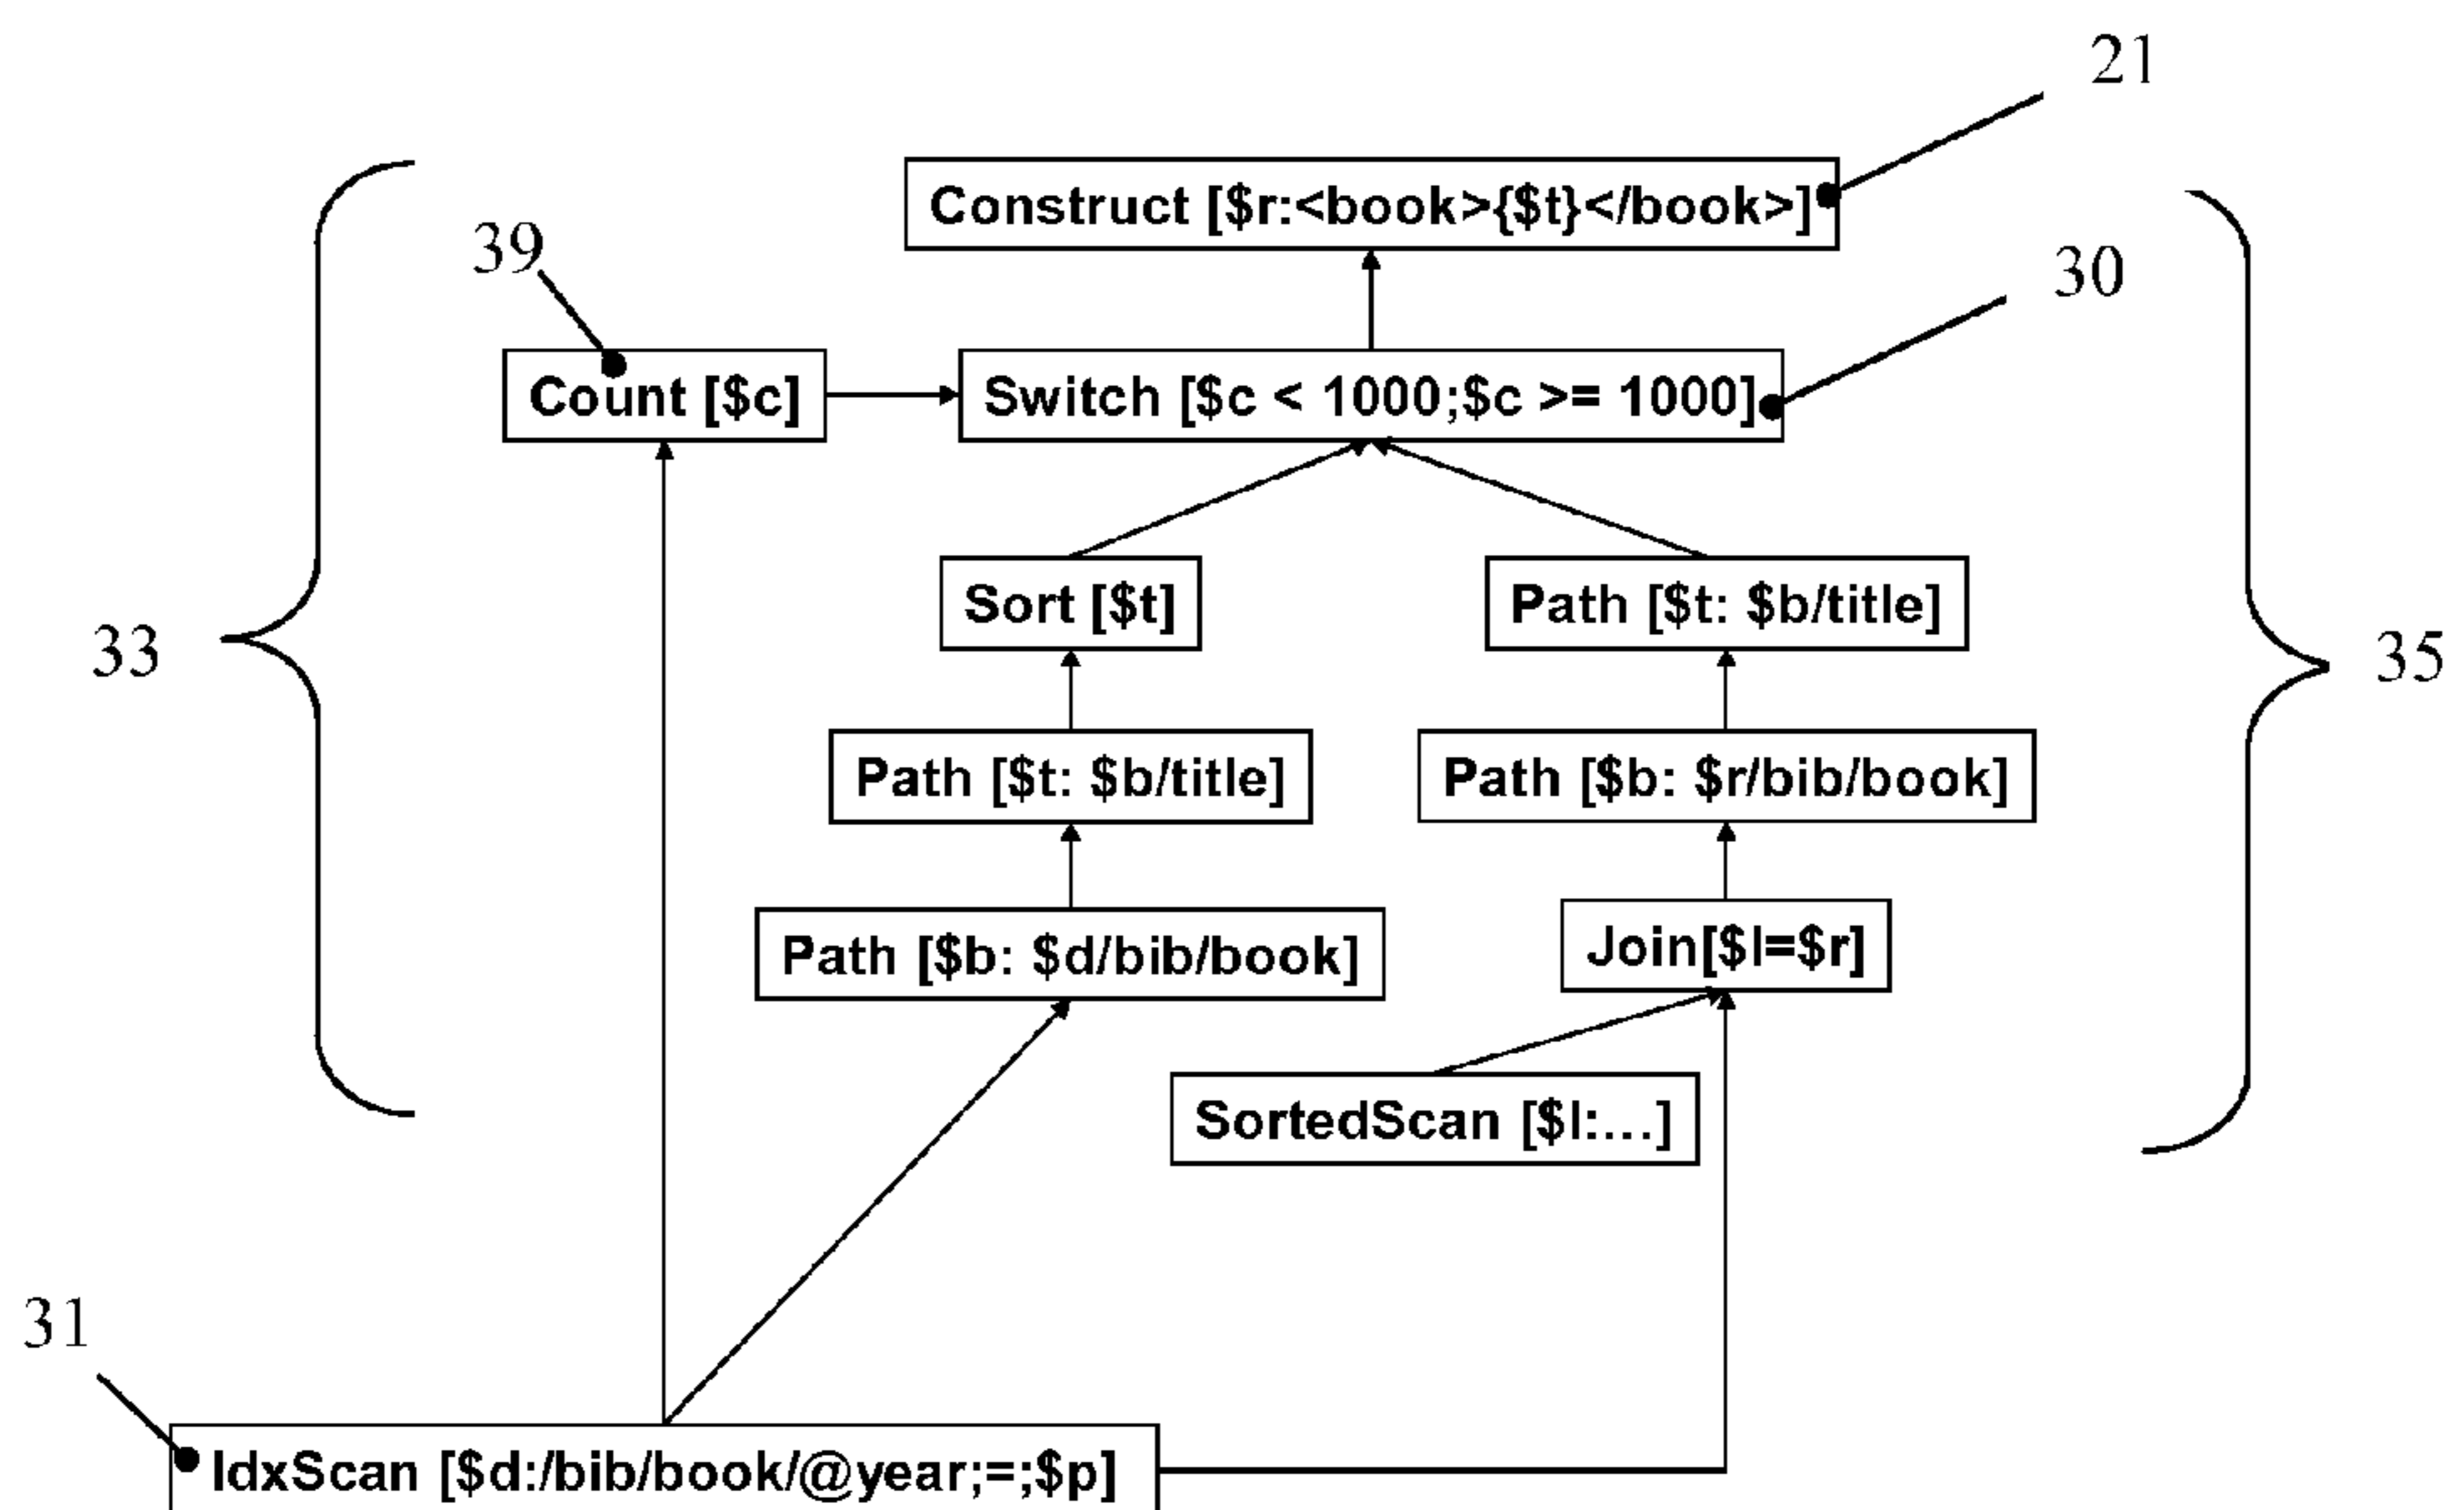 21
Construct [$r:<book>{$t}</book>]
39
30
Count [$c]
Switch [$c < 1000;$c >= 1000]
Sort [$t]
Path [$t: $b/title]
33
35
Path [$t: $b/title]
Path [$b: $r/bib/book]
Path [$b: $d/bib/book]
Join[$l=$r]
SortedScan [$l:...]
31
IdxScan [$d:/bib/book/@year;=;$p]